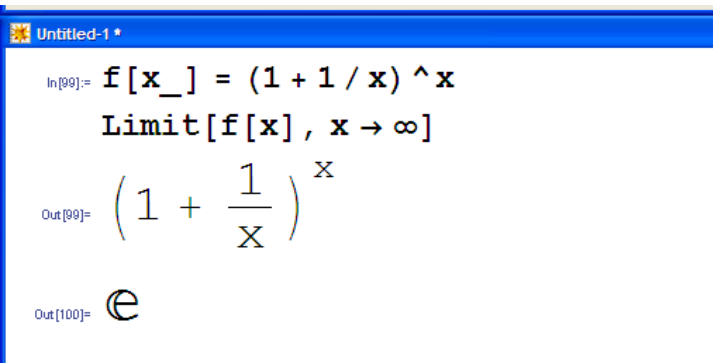 Untitled-1 *
In[99]:= f[x_] = (1 + 1 / x) ^ x
Limit[f[x], x → ∞]
Out[99]= (1 + 1/x)^x
Out[100]= ⅇ